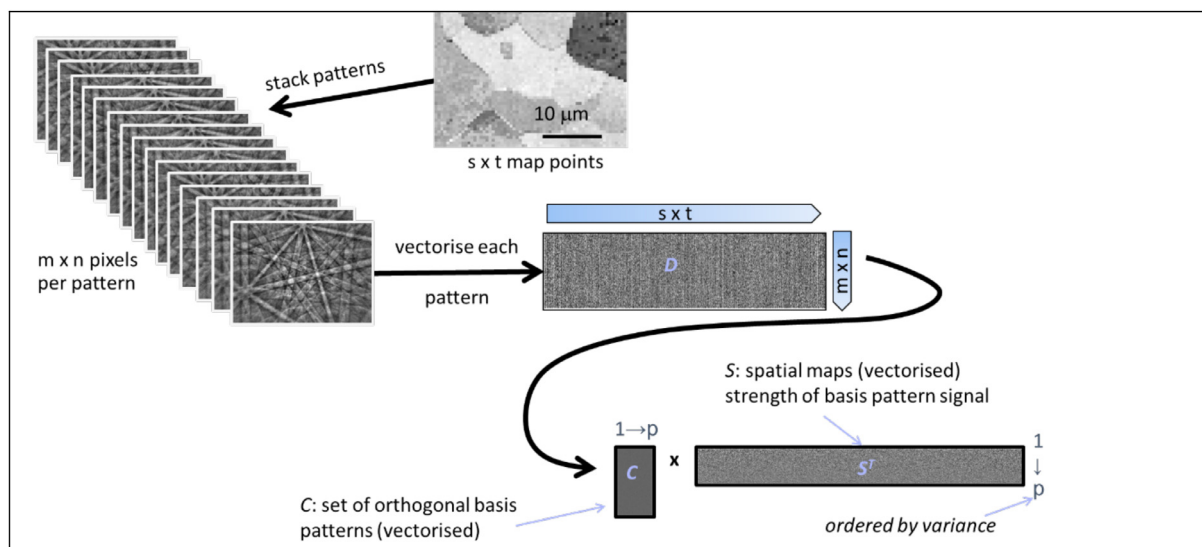 stack patterns
10 μm
s x t map points
m x n pixels
per pattern
vectorise each
pattern
s x t
D
m x n
S: spatial maps (vectorised)
strength of basis pattern signal
1→p
C
x
S^T
1
↓
p
C: set of orthogonal basis
patterns (vectorised)
ordered by variance